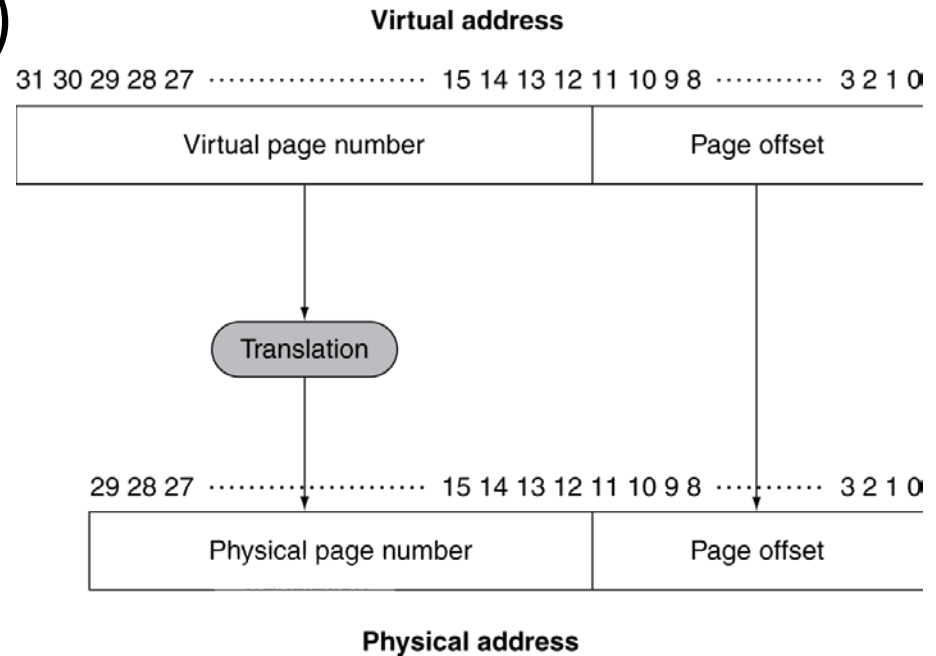 )
Virtual address
31 30 29 28 27 ······················ 15 14 13 12 11 10 9 8 ··········· 3 2 1 0
Virtual page number Page offset
Translation
29 28 27 ······················ 15 14 13 12 11 10 9 8 ··········· 3 2 1 0
Physical page number Page offset
Physical address